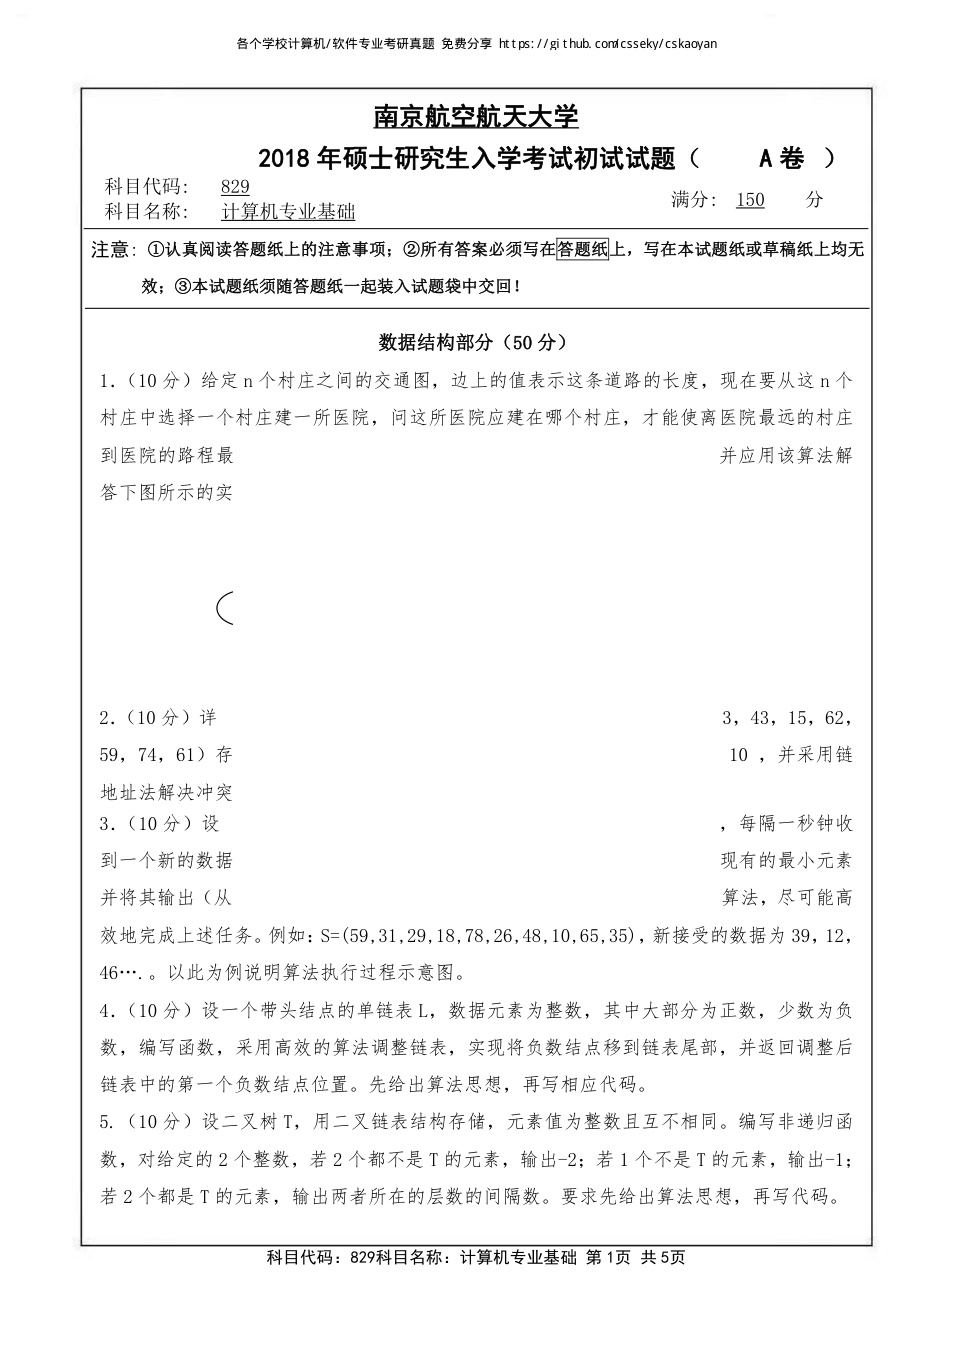 各个学校计算机/软件专业考研真题 免费分享 https://github.com/csseky/cskaoyan
南京航空航天大学
2018 年硕士研究生入学考试初试试题（ A 卷 ）
科目代码: 829
满分: 150 分
科目名称: 计算机专业基础
注意: ①认真阅读答题纸上的注意事项；②所有答案必须写在答题纸上，写在本试题纸或草稿纸上均无
效；③本试题纸须随答题纸一起装入试题袋中交回！
数据结构部分（50 分）
1.（10 分）给定 n 个村庄之间的交通图，边上的值表示这条道路的长度，现在要从这 n 个
村庄中选择一个村庄建一所医院，问这所医院应建在哪个村庄，才能使离医院最远的村庄
到医院的路程最 并应用该算法解
答下图所示的实
2.（10 分）详 3，43，15，62，
59，74，61）存 10 ，并采用链
地址法解决冲突
3.（10 分）设 ，每隔一秒钟收
到一个新的数据 现有的最小元素
并将其输出（从 算法，尽可能高
效地完成上述任务。例如：S=(59,31,29,18,78,26,48,10,65,35)，新接受的数据为 39，12，
46….。以此为例说明算法执行过程示意图。
4.（10 分）设一个带头结点的单链表 L，数据元素为整数，其中大部分为正数，少数为负
数，编写函数，采用高效的算法调整链表，实现将负数结点移到链表尾部，并返回调整后
链表中的第一个负数结点位置。先给出算法思想，再写相应代码。
5.（10 分）设二叉树 T，用二叉链表结构存储，元素值为整数且互不相同。编写非递归函
数，对给定的 2 个整数，若 2 个都不是 T 的元素，输出-2；若 1 个不是 T 的元素，输出-1；
若 2 个都是 T 的元素，输出两者所在的层数的间隔数。要求先给出算法思想，再写代码。
科目代码：829科目名称：计算机专业基础 第 1页 共 5页